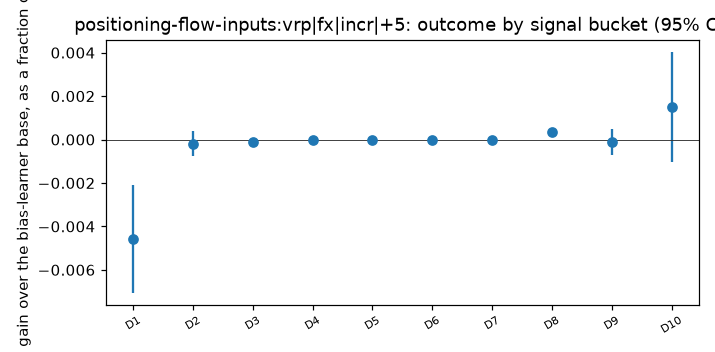 positioning-flow-inputs:vrp|fx|incr|+5: outcome by signal bucket (95%
gain over the bias-learner base, as a fraction
0.004
0.002
0.000
−0.002
−0.004
−0.006
D1 D2 D3 D4 D5 D6 D7 D8 D9 D10